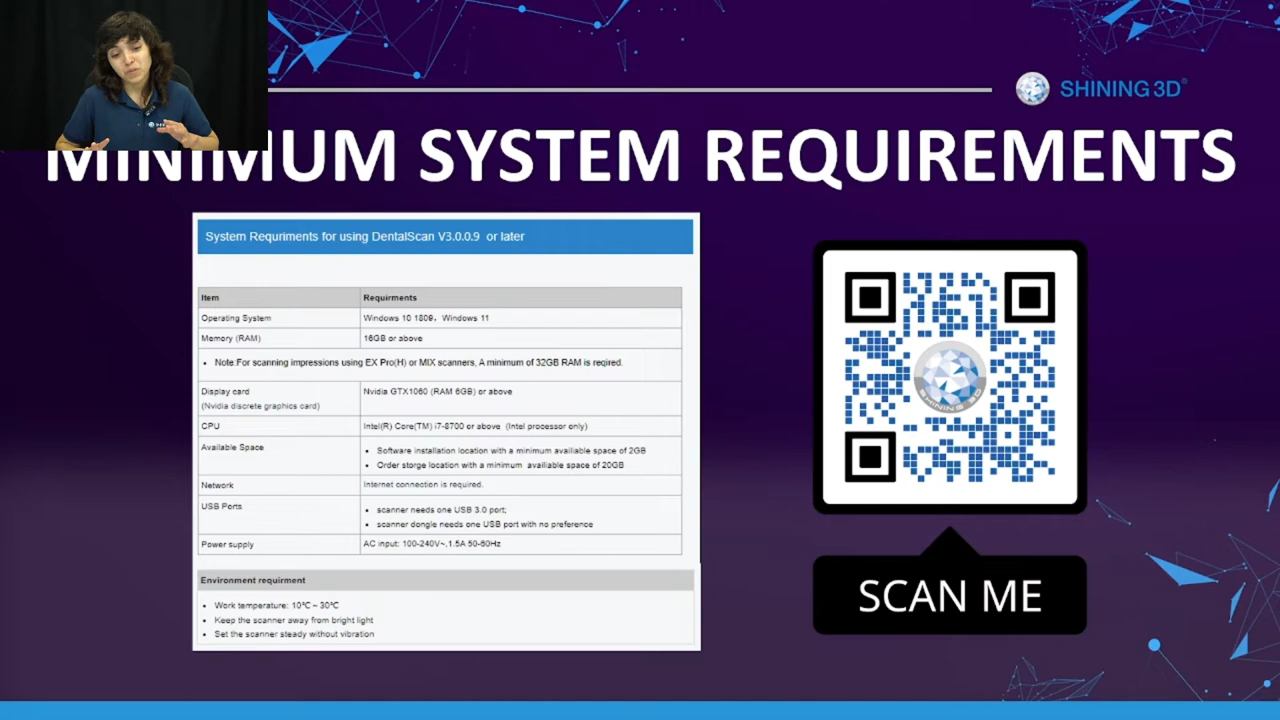 SHINING 3D®
MINIMUM SYSTEM REQUIREMENTS
System Requriments for using DentalScan V3.0.0.9 or later
Item Requirments
Operating System Windows 10 1809, Windows 11
Memory (RAM) 16GB or above
• Note:For scanning impressions using EX Pro(H) or MIX scanners, A minimum of 32GB RAM is reqired.
Display card Nvidia GTX1060 (RAM 6GB) or above
(Nvidia discrete graphics card)
CPU Intel(R) Core(TM) i7-8700 or above (Intel processor only)
Available Space
• Software installation location with a minimum availiable space of 2GB
• Order storge location with a minimum availiable space of 20GB
Network Internet connection is required.
USB Ports
• scanner needs one USB 3.0 port;
• scanner dongle needs one USB port with no preference
Power supply AC input: 100-240V~,1.5A 50-60Hz
Environment requirment
• Work temperature: 10℃ ~ 30℃
• Keep the scanner away from bright light
• Set the scanner steady without vibration
SHINING 3D
SCAN ME